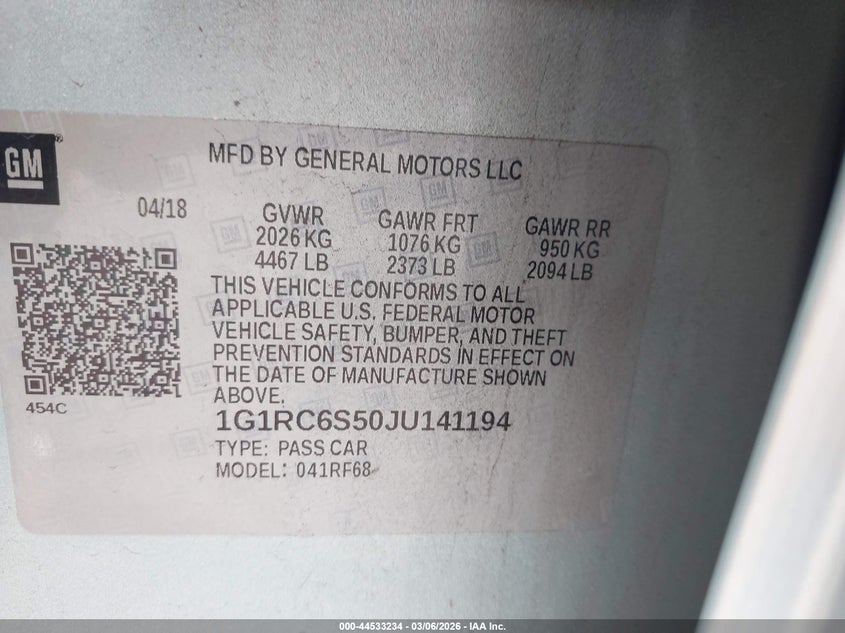 GM
MFD BY GENERAL MOTORS LLC
04/18
GVWR GAWR FRT GAWR RR
2026 KG 1076 KG 950 KG
4467 LB 2373 LB 2094 LB
THIS VEHICLE CONFORMS TO ALL
APPLICABLE U.S. FEDERAL MOTOR
VEHICLE SAFETY, BUMPER, AND THEFT
PREVENTION STANDARDS IN EFFECT ON
THE DATE OF MANUFACTURE SHOWN
ABOVE.
454C
1G1RC6S50JU141194
TYPE: PASS CAR
MODEL: 041RF68
000-44533234 — 03/06/2026 — IAA Inc.